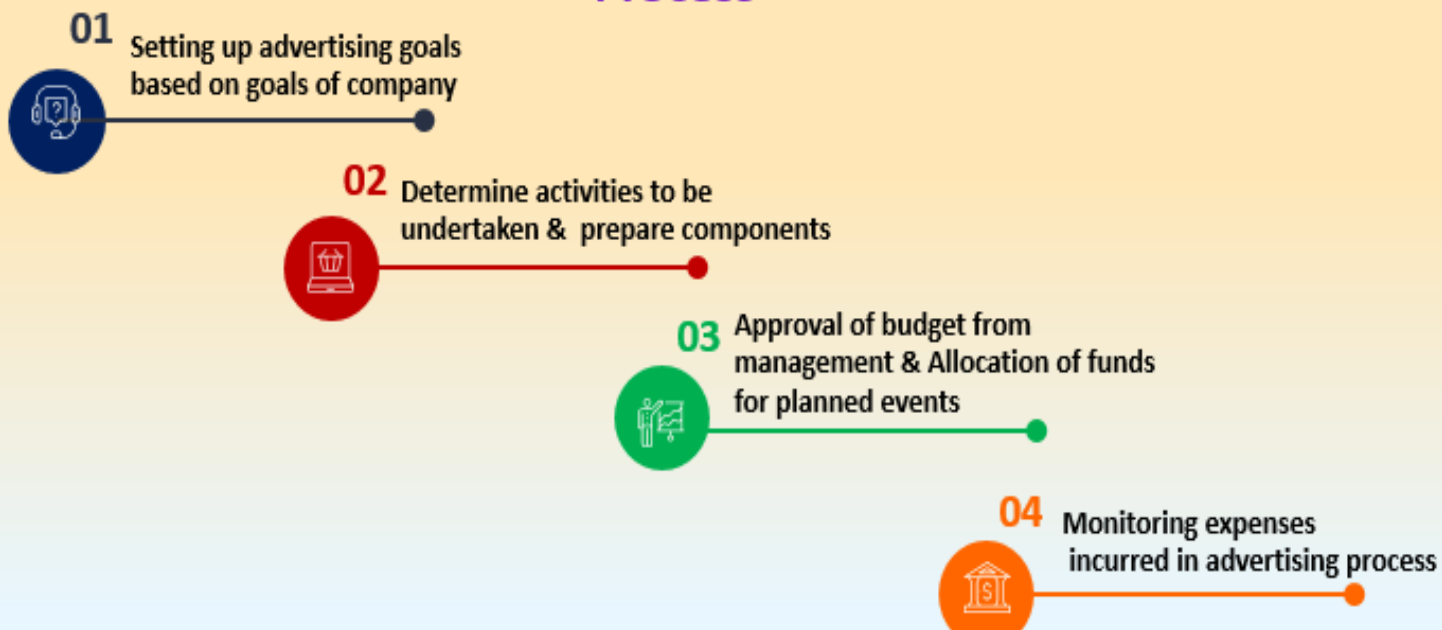 01
Setting up advertising goals
based on goals of company
02
Determine activities to be
undertaken & prepare components
03
Approval of budget from
management & Allocation of funds
for planned events
04
Monitoring expenses
incurred in advertising process